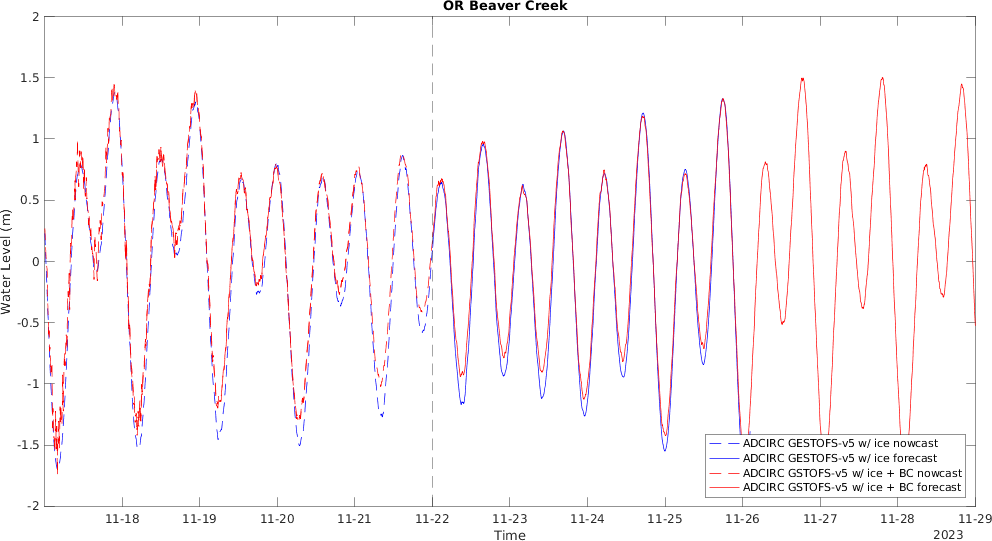 OR Beaver Creek
2
1.5
1
0.5
0
-0.5
-1
-1.5
-2
Water Level (m)
11-18 11-19 11-20 11-21 11-22 11-23 11-24 11-25 11-26 11-27 11-28 11-29
Time
2023
ADCIRC GESTOFS-v5 w/ ice nowcast
ADCIRC GESTOFS-v5 w/ ice forecast
ADCIRC GSTOFS-v5 w/ ice + BC nowcast
ADCIRC GSTOFS-v5 w/ ice + BC forecast